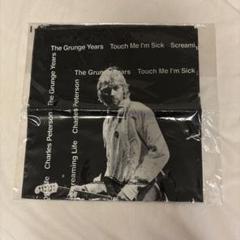 The Grunge Years Touch Me I'm Sick Screami
The Grunge Years Touch Me I'm Sick
Charles Peterson The Grunge Years
Screaming Life Charles Peterson